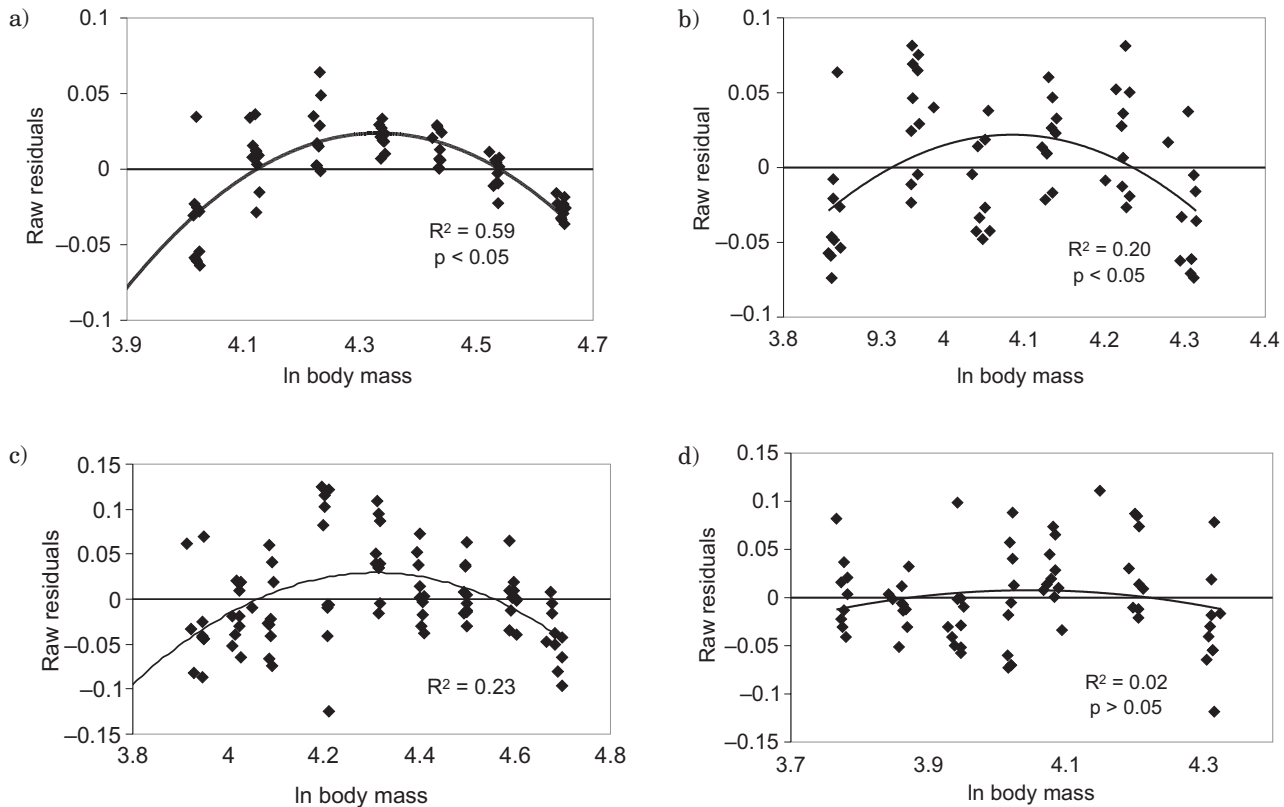 a)
0.1
0.05
0
–0.05
–0.1
Raw residuals
R² = 0.59
p < 0.05
3.9 4.1 4.3 4.5 4.7
ln body mass
b)
0.1
0.05
0
–0.05
–0.1
Raw residual
R² = 0.20
p < 0.05
3.8 9.3 4 4.1 4.2 4.3 4.4
ln body mass
c)
0.15
0.1
0.05
0
–0.05
–0.1
–0.15
Raw residuals
R² = 0.23
3.8 4 4.2 4.4 4.6 4.8
ln body mass
d)
0.15
0.1
0.05
0
–0.05
–0.1
–0.15
Raw residuals
R² = 0.02
p > 0.05
3.7 3.9 4.1 4.3
ln body mass